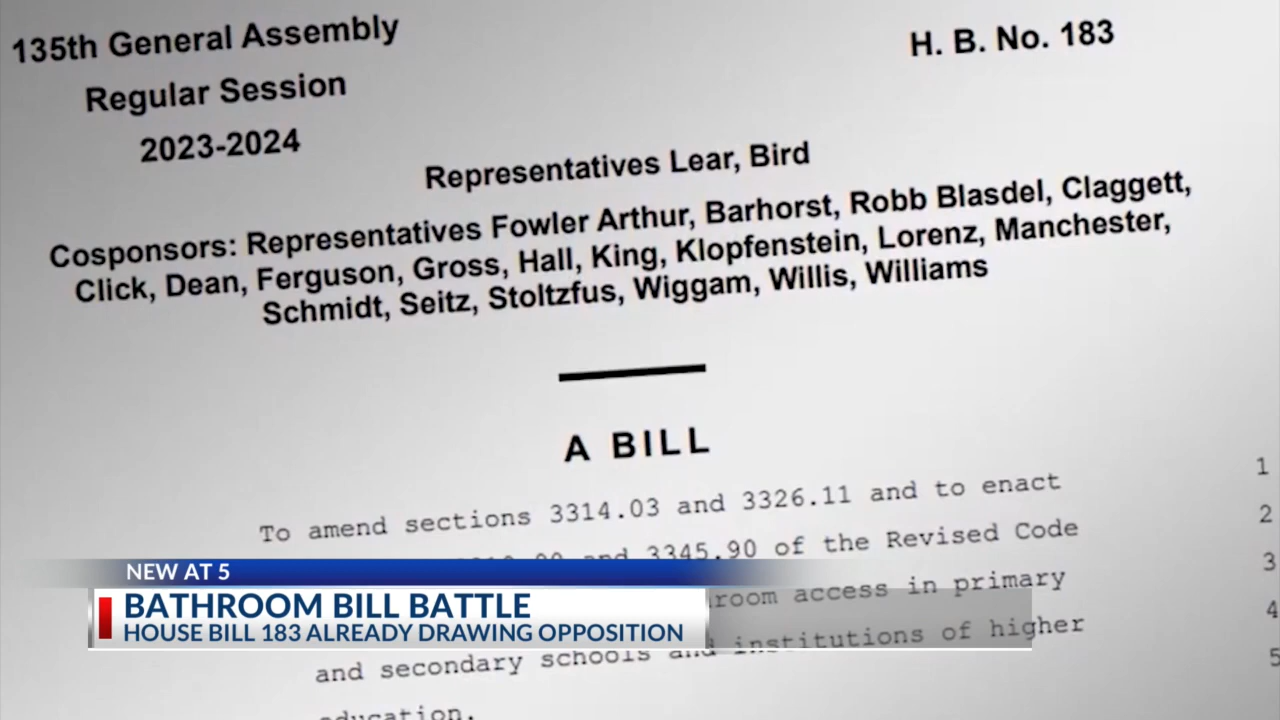 135th General Assembly
Regular Session
2023-2024
H. B. No. 183
Representatives Lear, Bird
Cosponsors: Representatives Fowler Arthur, Barhorst, Robb Blasdel, Claggett,
Click, Dean, Ferguson, Gross, Hall, King, Klopfenstein, Lorenz, Manchester,
Schmidt, Seitz, Stoltzfus, Wiggam, Willis, Williams
A BILL
To amend sections 3314.03 and 3326.11 and to enact 1
and 3345.90 of the Revised Code 2
access in primary 3
and secondary schools and institutions of higher 4
education. 5
NEW AT 5
BATHROOM BILL BATTLE
HOUSE BILL 183 ALREADY DRAWING OPPOSITION